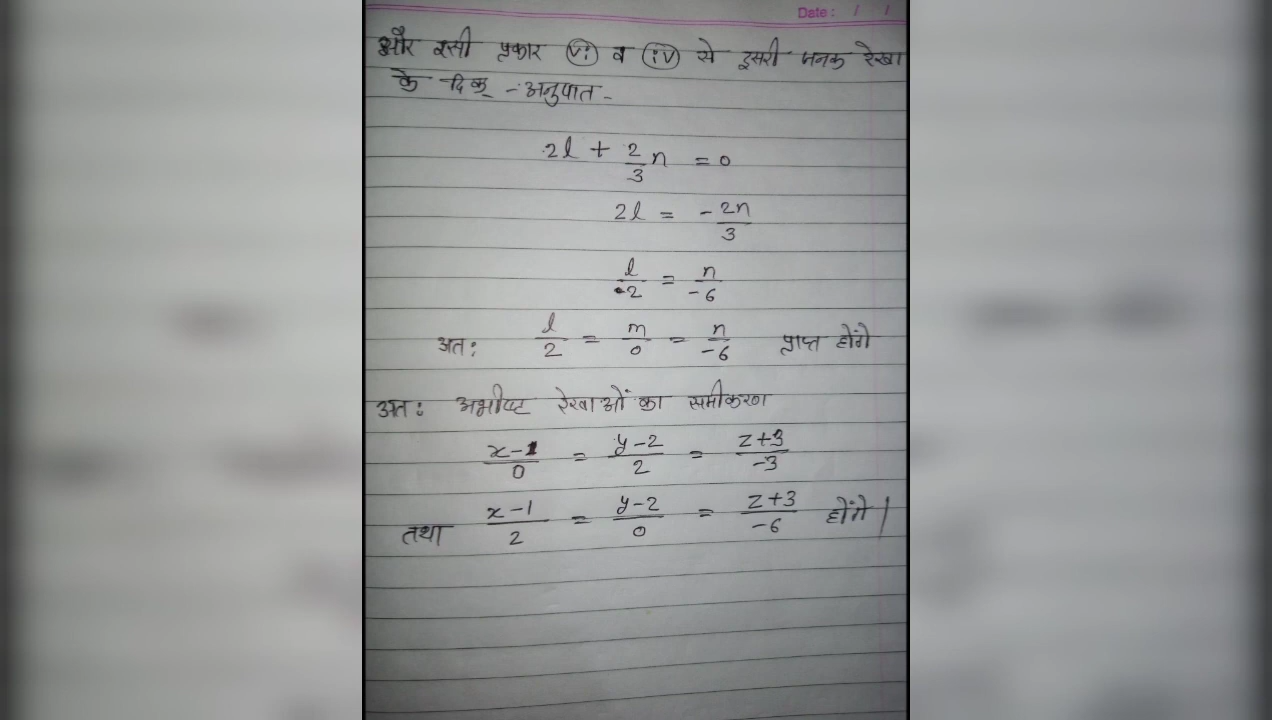 Date: / /
और इसी प्रकार (vi) व (iv) से दूसरी जनक रेखा
के दिक् -अनुपात-
2l + 2/3 n = 0
2l = - 2n/3
l/2 = n/-6
अतः l/2 = m/0 = n/-6 प्राप्त होंगे
अतः अभीष्ट रेखाओं का समीकरण
x-1/0 = y-2/2 = z+3/-3
तथा x-1/2 = y-2/0 = z+3/-6 होंगे |